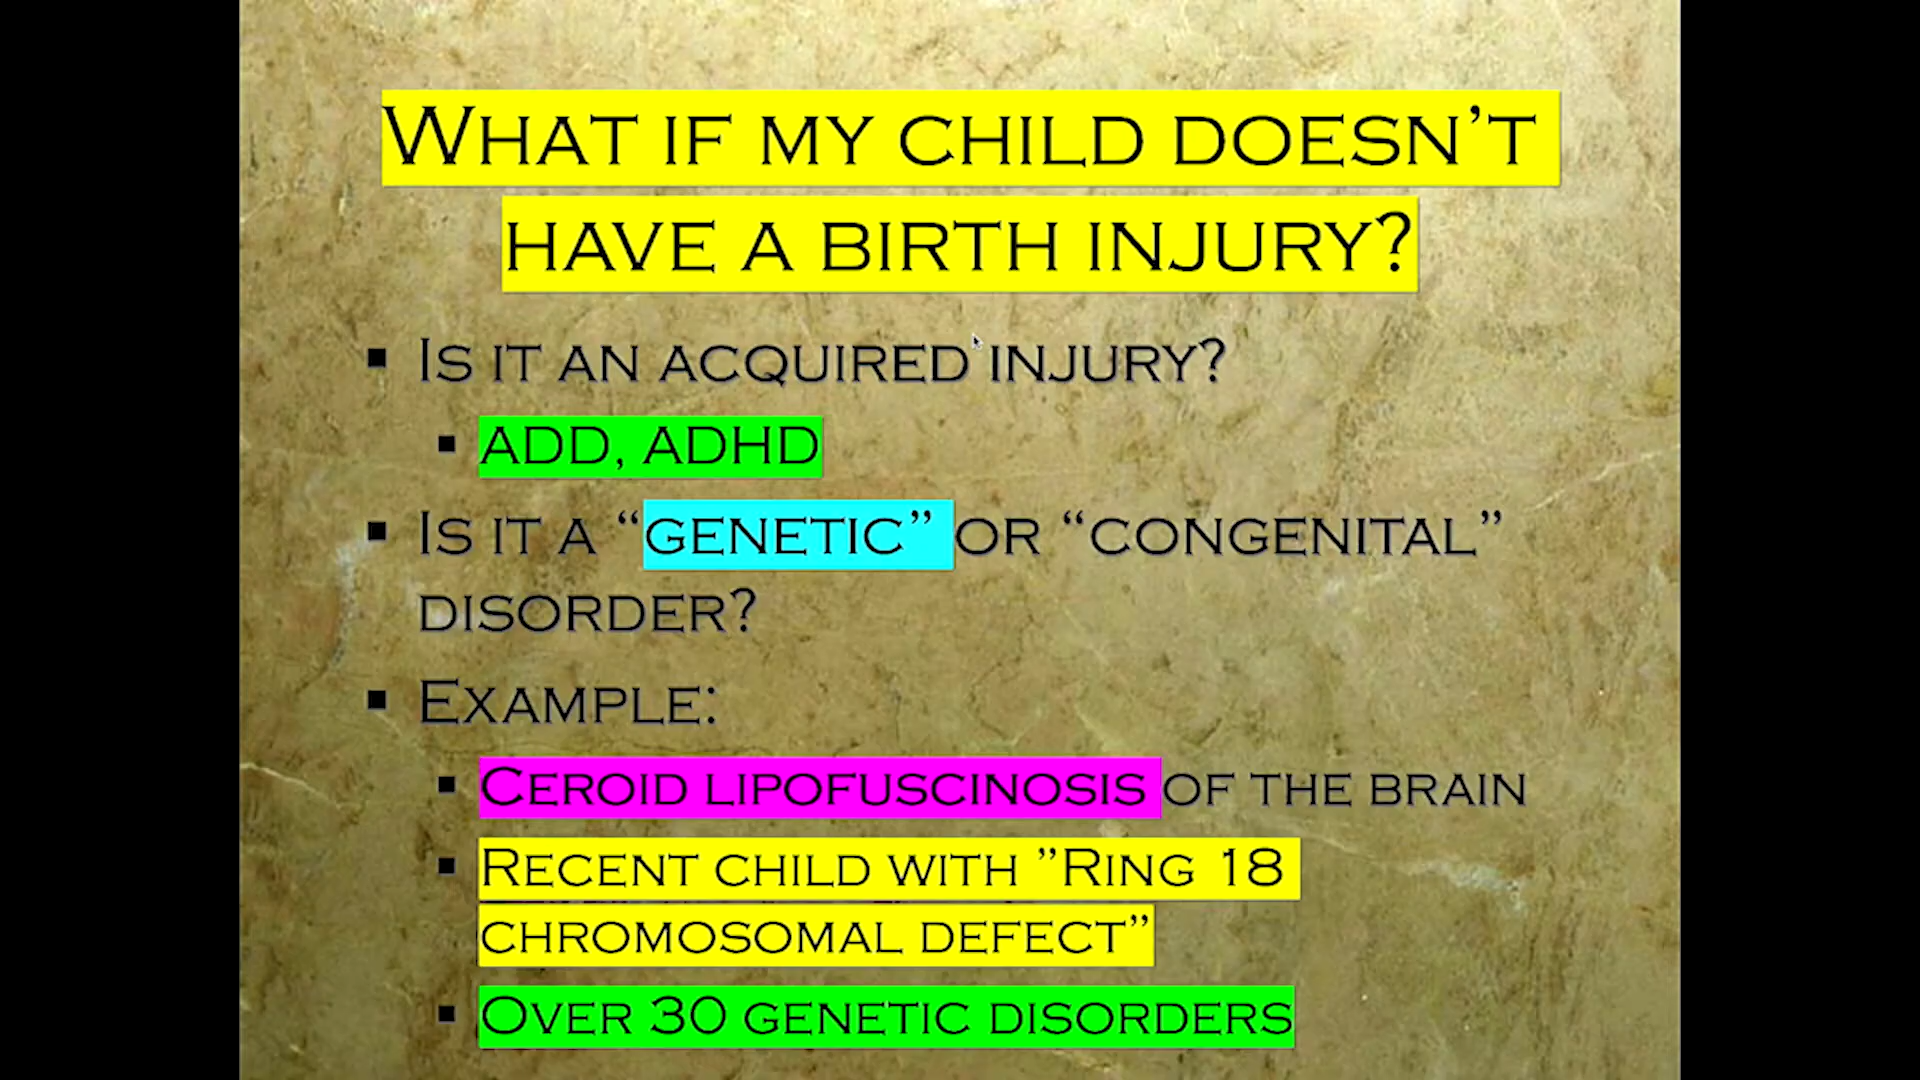 What if my child doesn’t
have a birth injury?
▪ Is it an acquired injury?
▪ ADD, ADHD
▪ Is it a “genetic” or “congenital”
disorder?
▪ Example:
▪ Ceroid lipofuscinosis of the brain
▪ Recent child with ”Ring 18
chromosomal defect”
▪ Over 30 genetic disorders